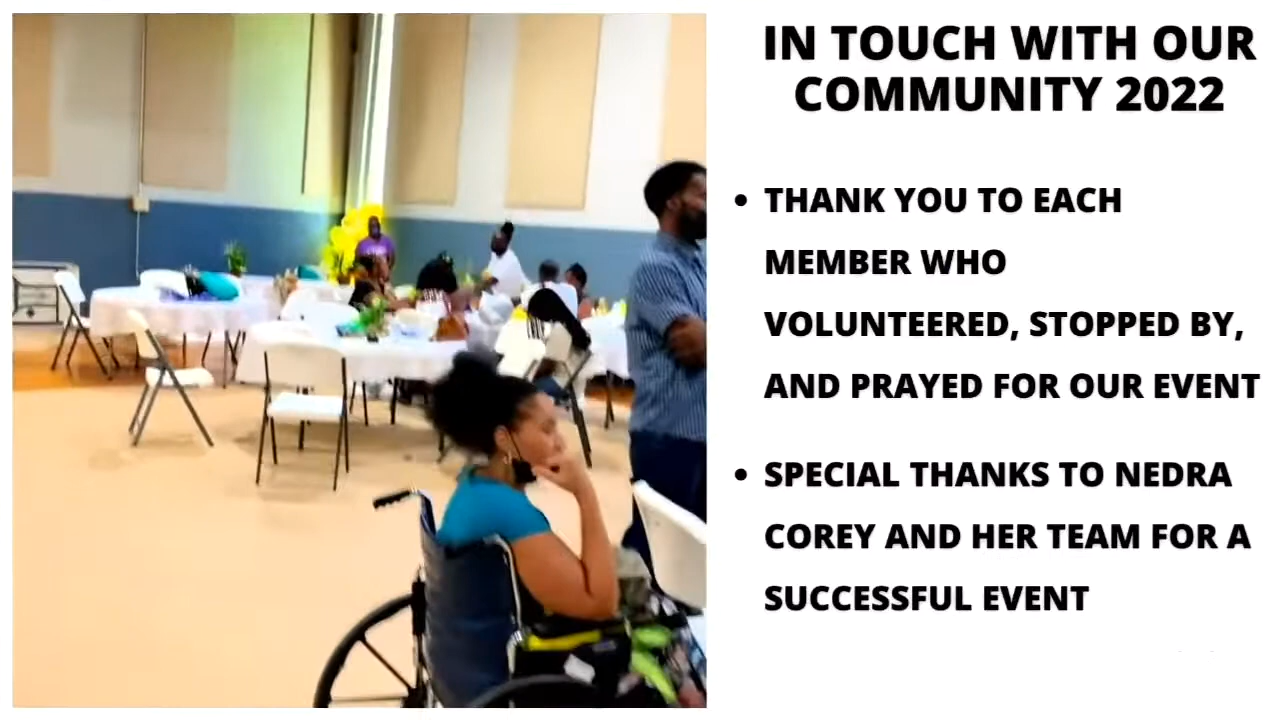 IN TOUCH WITH OUR
COMMUNITY 2022
• THANK YOU TO EACH
MEMBER WHO
VOLUNTEERED, STOPPED BY,
AND PRAYED FOR OUR EVENT
• SPECIAL THANKS TO NEDRA
COREY AND HER TEAM FOR A
SUCCESSFUL EVENT